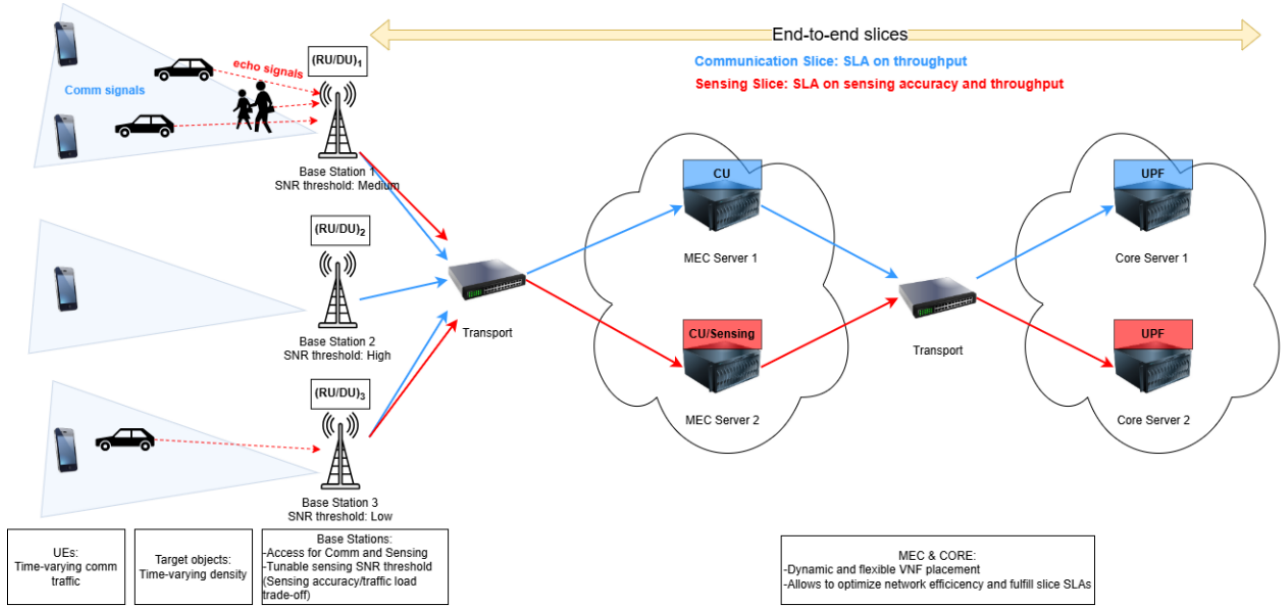 End-to-end slices
Communication Slice: SLA on throughput
Sensing Slice: SLA on sensing accuracy and throughput
(RU/DU)1
echo signals
Comm signals
Base Station 1
SNR threshold: Medium
(RU/DU)2
Base Station 2
SNR threshold: High
(RU/DU)3
Base Station 3
SNR threshold: Low
Transport
CU
MEC Server 1
CU/Sensing
MEC Server 2
Transport
UPF
Core Server 1
UPF
Core Server 2
UEs:
Time-varying comm
traffic
Target objects:
Time-varying density
Base Stations:
-Access for Comm and Sensing
-Tunable sensing SNR threshold
(Sensing accuracy/traffic load
trade-off)
MEC & CORE:
-Dynamic and flexible VNF placement
-Allows to optimize network efificency and fulfill slice SLAs